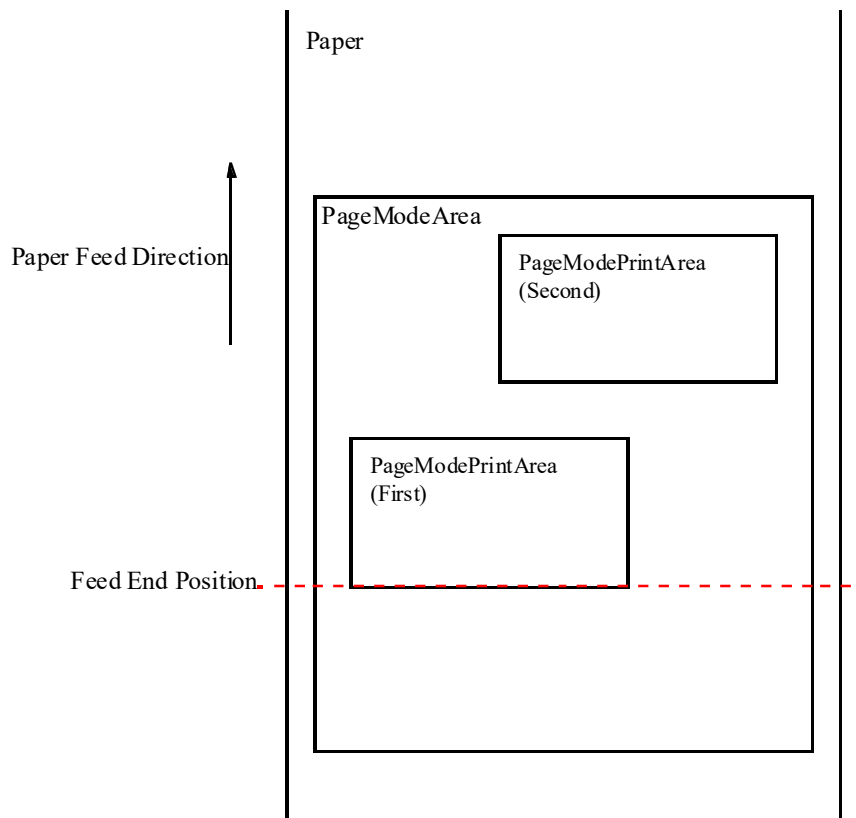 Paper
PageModeArea
Paper Feed Direction
PageModePrintArea
(Second)
PageModePrintArea
(First)
Feed End Position